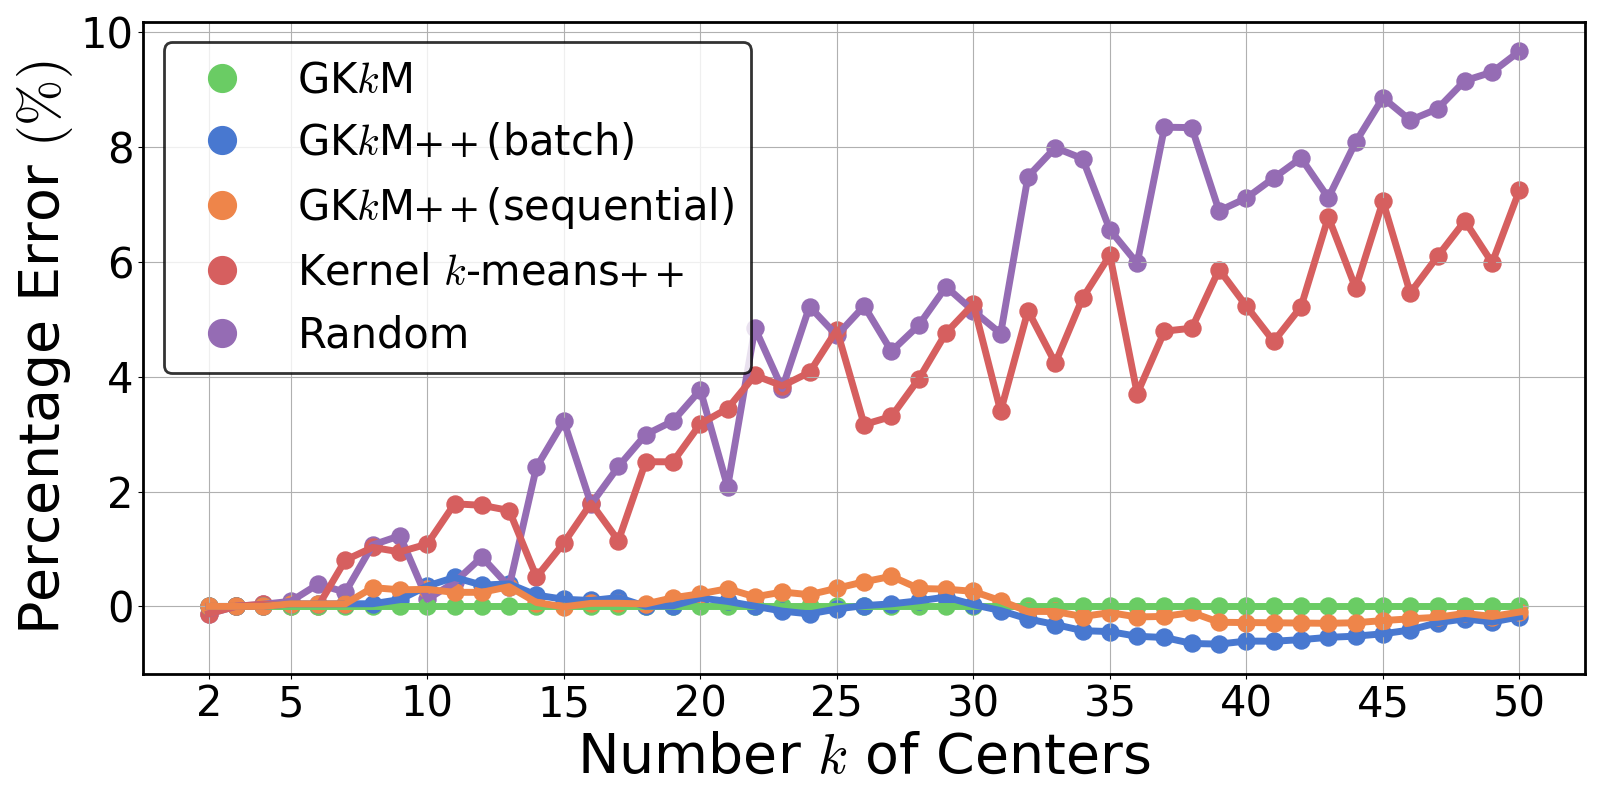 Percentage Error (%)
10
8
6
4
2
0
GKkM
GKkM++(batch)
GKkM++(sequential)
Kernel k-means++
Random
2 5 10 15 20 25 30 35 40 45 50
Number k of Centers